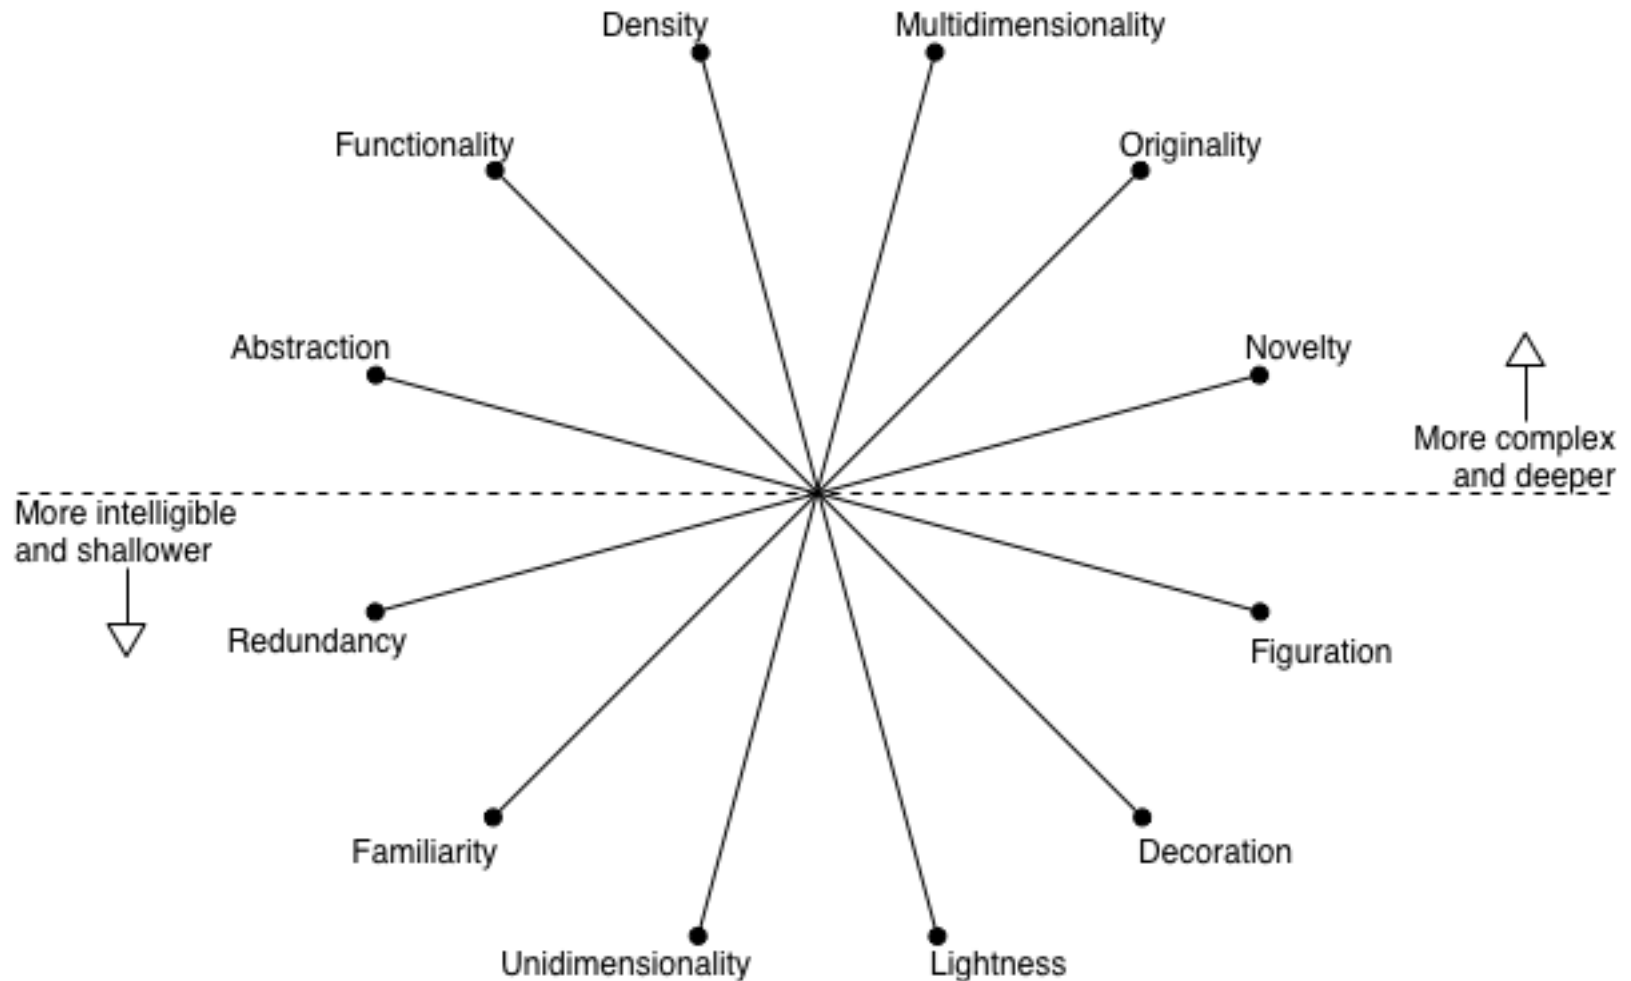 Density
Multidimensionality
Functionality
Originality
Abstraction
Novelty
More complex
and deeper
More intelligible
and shallower
Redundancy
Figuration
Familiarity
Decoration
Unidimensionality
Lightness